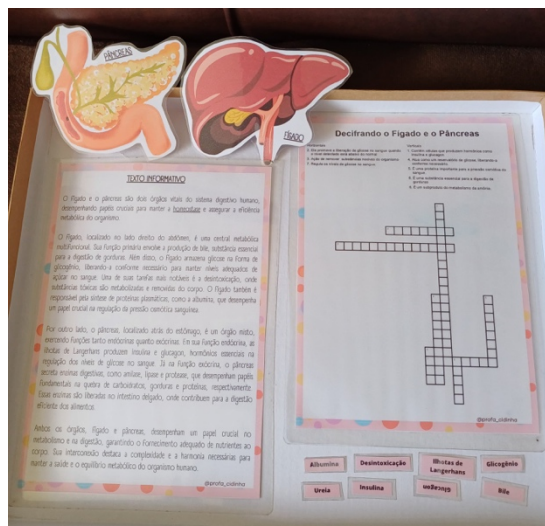 PÂNCREAS
FÍGADO
TEXTO INFORMATIVO
O fígado e o pâncreas são dois órgãos vitais do sistema digestivo humano,
desempenhando papéis cruciais para manter a homeostase e assegurar a eficiência
metabólica do organismo.
O fígado, localizado no lado direito do abdômen, é uma central metabólica
multifuncional. Sua função primária envolve a produção de bile, substância essencial
para a digestão de gorduras. Além disso, o fígado armazena glicose na forma de
glicogênio, liberando-a conforme necessário para manter níveis adequados de
açúcar no sangue. Uma de suas tarefas mais notáveis é a desintoxicação, onde
substâncias tóxicas são metabolizadas e removidas do corpo. O fígado também é
responsável pela síntese de proteínas plasmáticas, como a albumina, que desempenha
um papel crucial na regulação da pressão osmótica sanguínea.
Por outro lado, o pâncreas, localizado atrás do estômago, é um órgão misto,
exercendo funções tanto endócrinas quanto exócrinas. Em sua função endócrina, as
ilhotas de Langerhans produzem insulina e glucagon, hormônios essenciais na
regulação dos níveis de glicose no sangue. Já na função exócrina, o pâncreas
secreta enzimas digestivas, como amilase, lipase e protease, que desempenham papéis
fundamentais na quebra de carboidratos, gorduras e proteínas, respectivamente.
Essas enzimas são liberadas no intestino delgado, onde contribuem para a digestão
eficiente dos alimentos.
Ambos os órgãos, fígado e pâncreas, desempenham um papel crucial no
metabolismo e na digestão, garantindo o fornecimento adequado de nutrientes ao
corpo. Sua interconexão destaca a complexidade e a harmonia necessárias para
manter a saúde e o equilíbrio metabólico do organismo humano.
@profa_cidinha
Decifrando o Fígado e o Pâncreas
@profa_cidinha
Albumina
Desintoxicação
Ilhotas de
Langerhans
Glicogênio
Ureia
Insulina
Glucagon
Bile